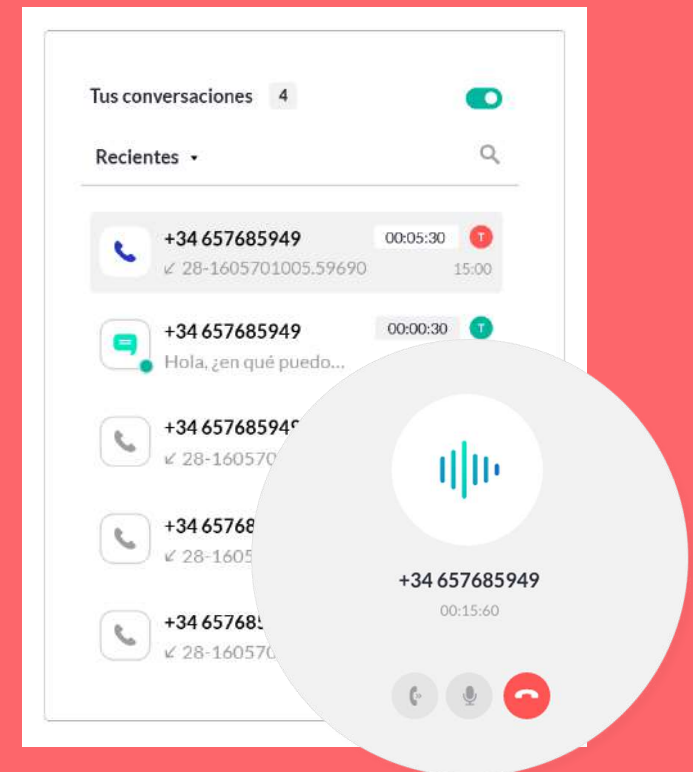 Tus conversaciones 4
Recientes
+34 657685949 00:05:30 T
28-1605701005.59690 15:00
+34 657685949 00:00:30 T
Hola, ¿en qué puedo...
+34 657685949
28-160570
+34 65768
28-1605
+34 65768
28-160570
+34 657685949
00:15:60